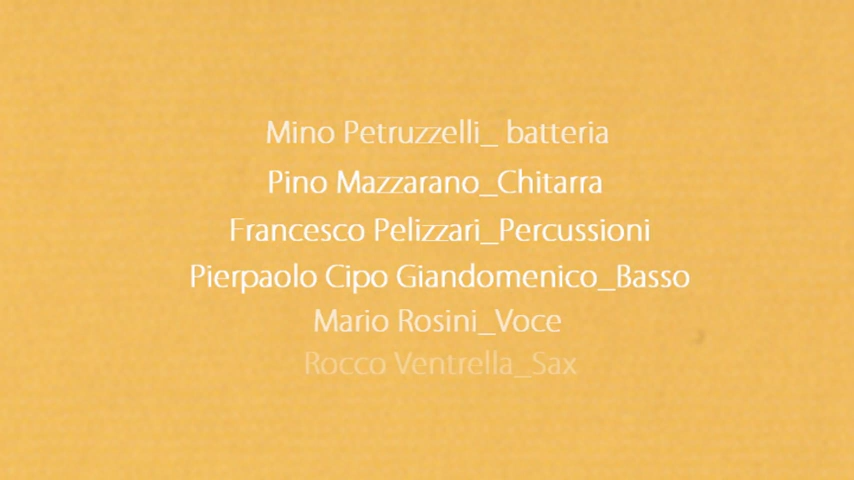 Mino Petruzzelli_ batteria
Pino Mazzarano_Chitarra
Francesco Pelizzari_Percussioni
Pierpaolo Cipo Giandomenico_Basso
Mario Rosini_Voce
Rocco Ventrella_Sax